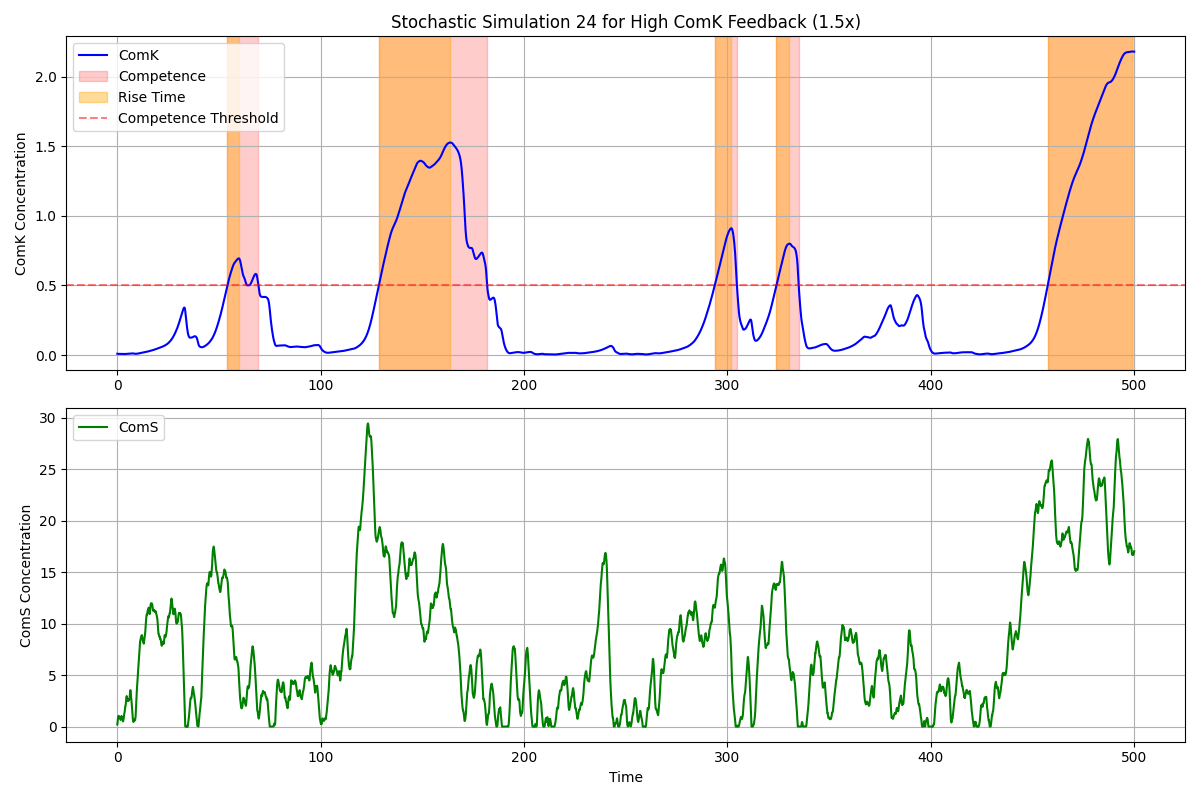 Stochastic Simulation 24 for High ComK Feedback (1.5x)
ComK
Competence
Rise Time
Competence Threshold
ComK Concentration
2.0
1.5
1.0
0.5
0.0
0 100 200 300 400 500
ComS
ComS Concentration
30
25
20
15
10
5
0
0 100 200 300 400 500
Time